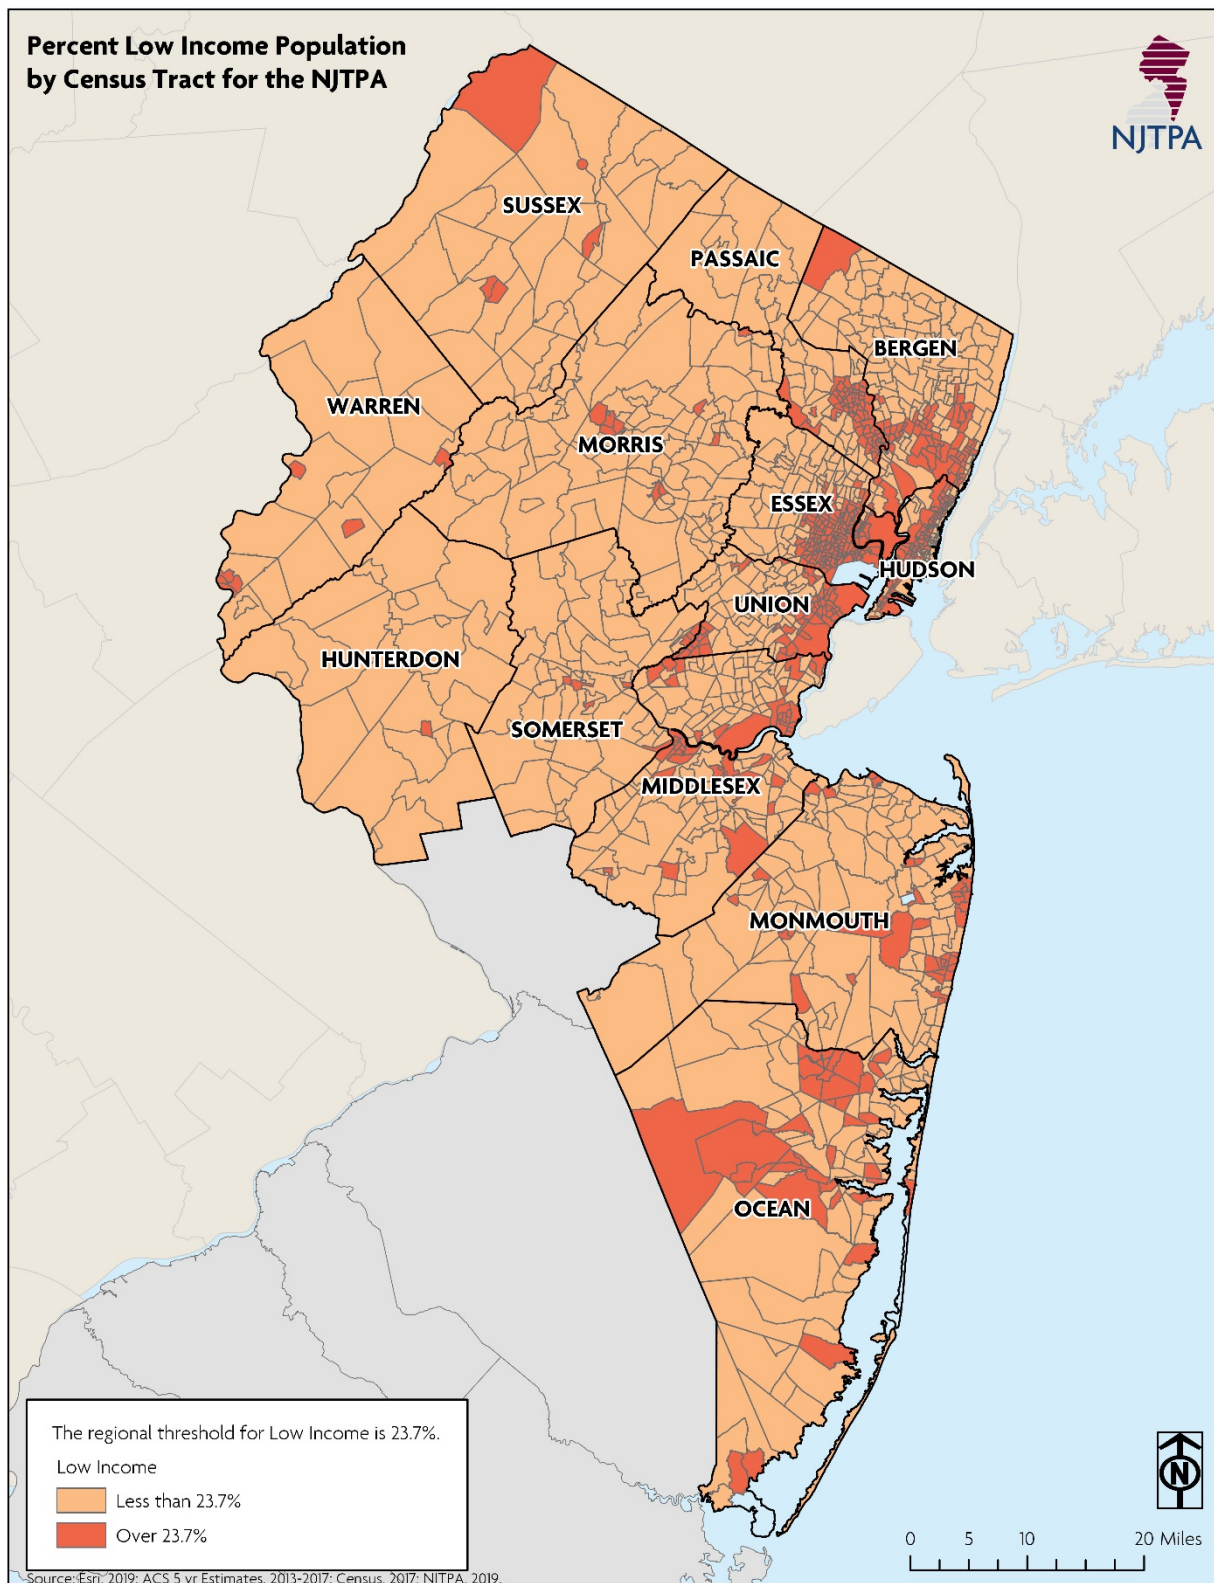 Percent Low Income Population
by Census Tract for the NJTPA
NJTPA
SUSSEX
PASSAIC
BERGEN
WARREN
MORRIS
ESSEX
HUDSON
UNION
HUNTERDON
SOMERSET
MIDDLESEX
MONMOUTH
OCEAN
The regional threshold for Low Income is 23.7%.
Low Income
Less than 23.7%
Over 23.7%
N
0 5 10 20 Miles
Source: Esri, 2019; ACS 5 yr Estimates, 2013-2017; Census, 2017; NJTPA, 2019.